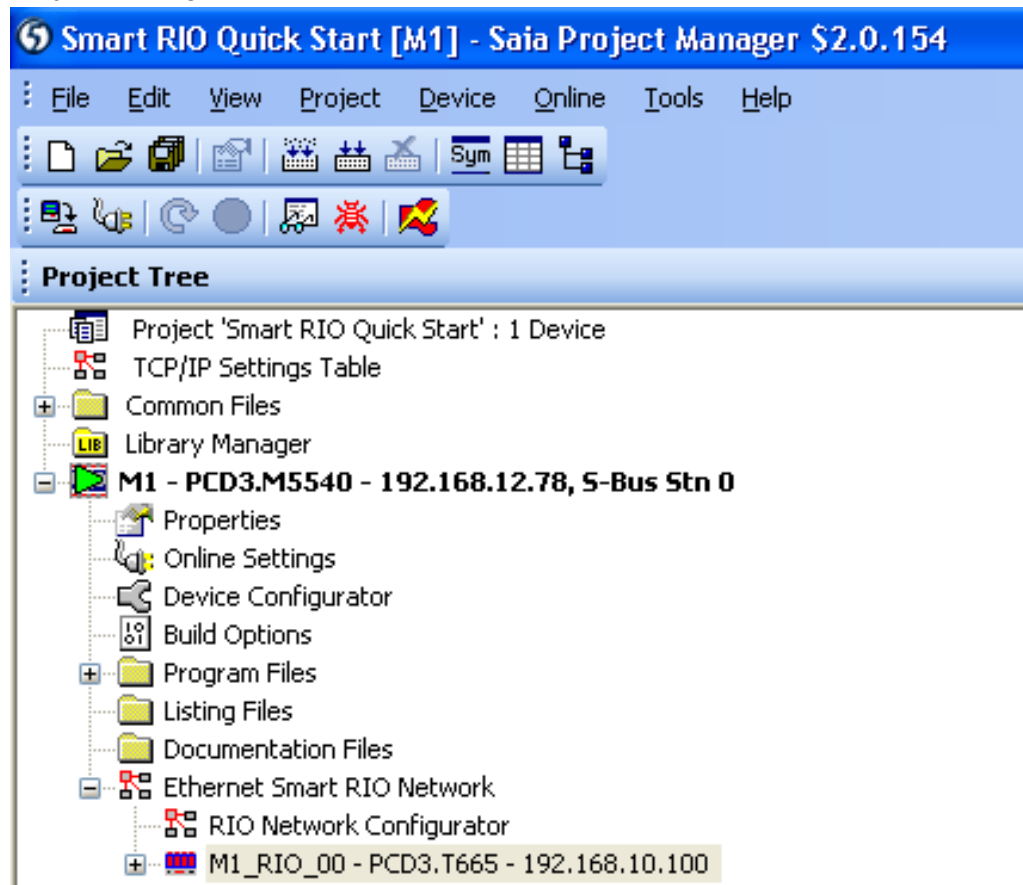 Smart RIO Quick Start [M1] - Saia Project Manager $2.0.154
File Edit View Project Device Online Tools Help
Sym
Project Tree
Project 'Smart RIO Quick Start' : 1 Device
TCP/IP Settings Table
Common Files
LIB Library Manager
M1 - PCD3.M5540 - 192.168.12.78, S-Bus Stn 0
Properties
Online Settings
Device Configurator
Build Options
Program Files
Listing Files
Documentation Files
Ethernet Smart RIO Network
RIO Network Configurator
M1_RIO_00 - PCD3.T665 - 192.168.10.100